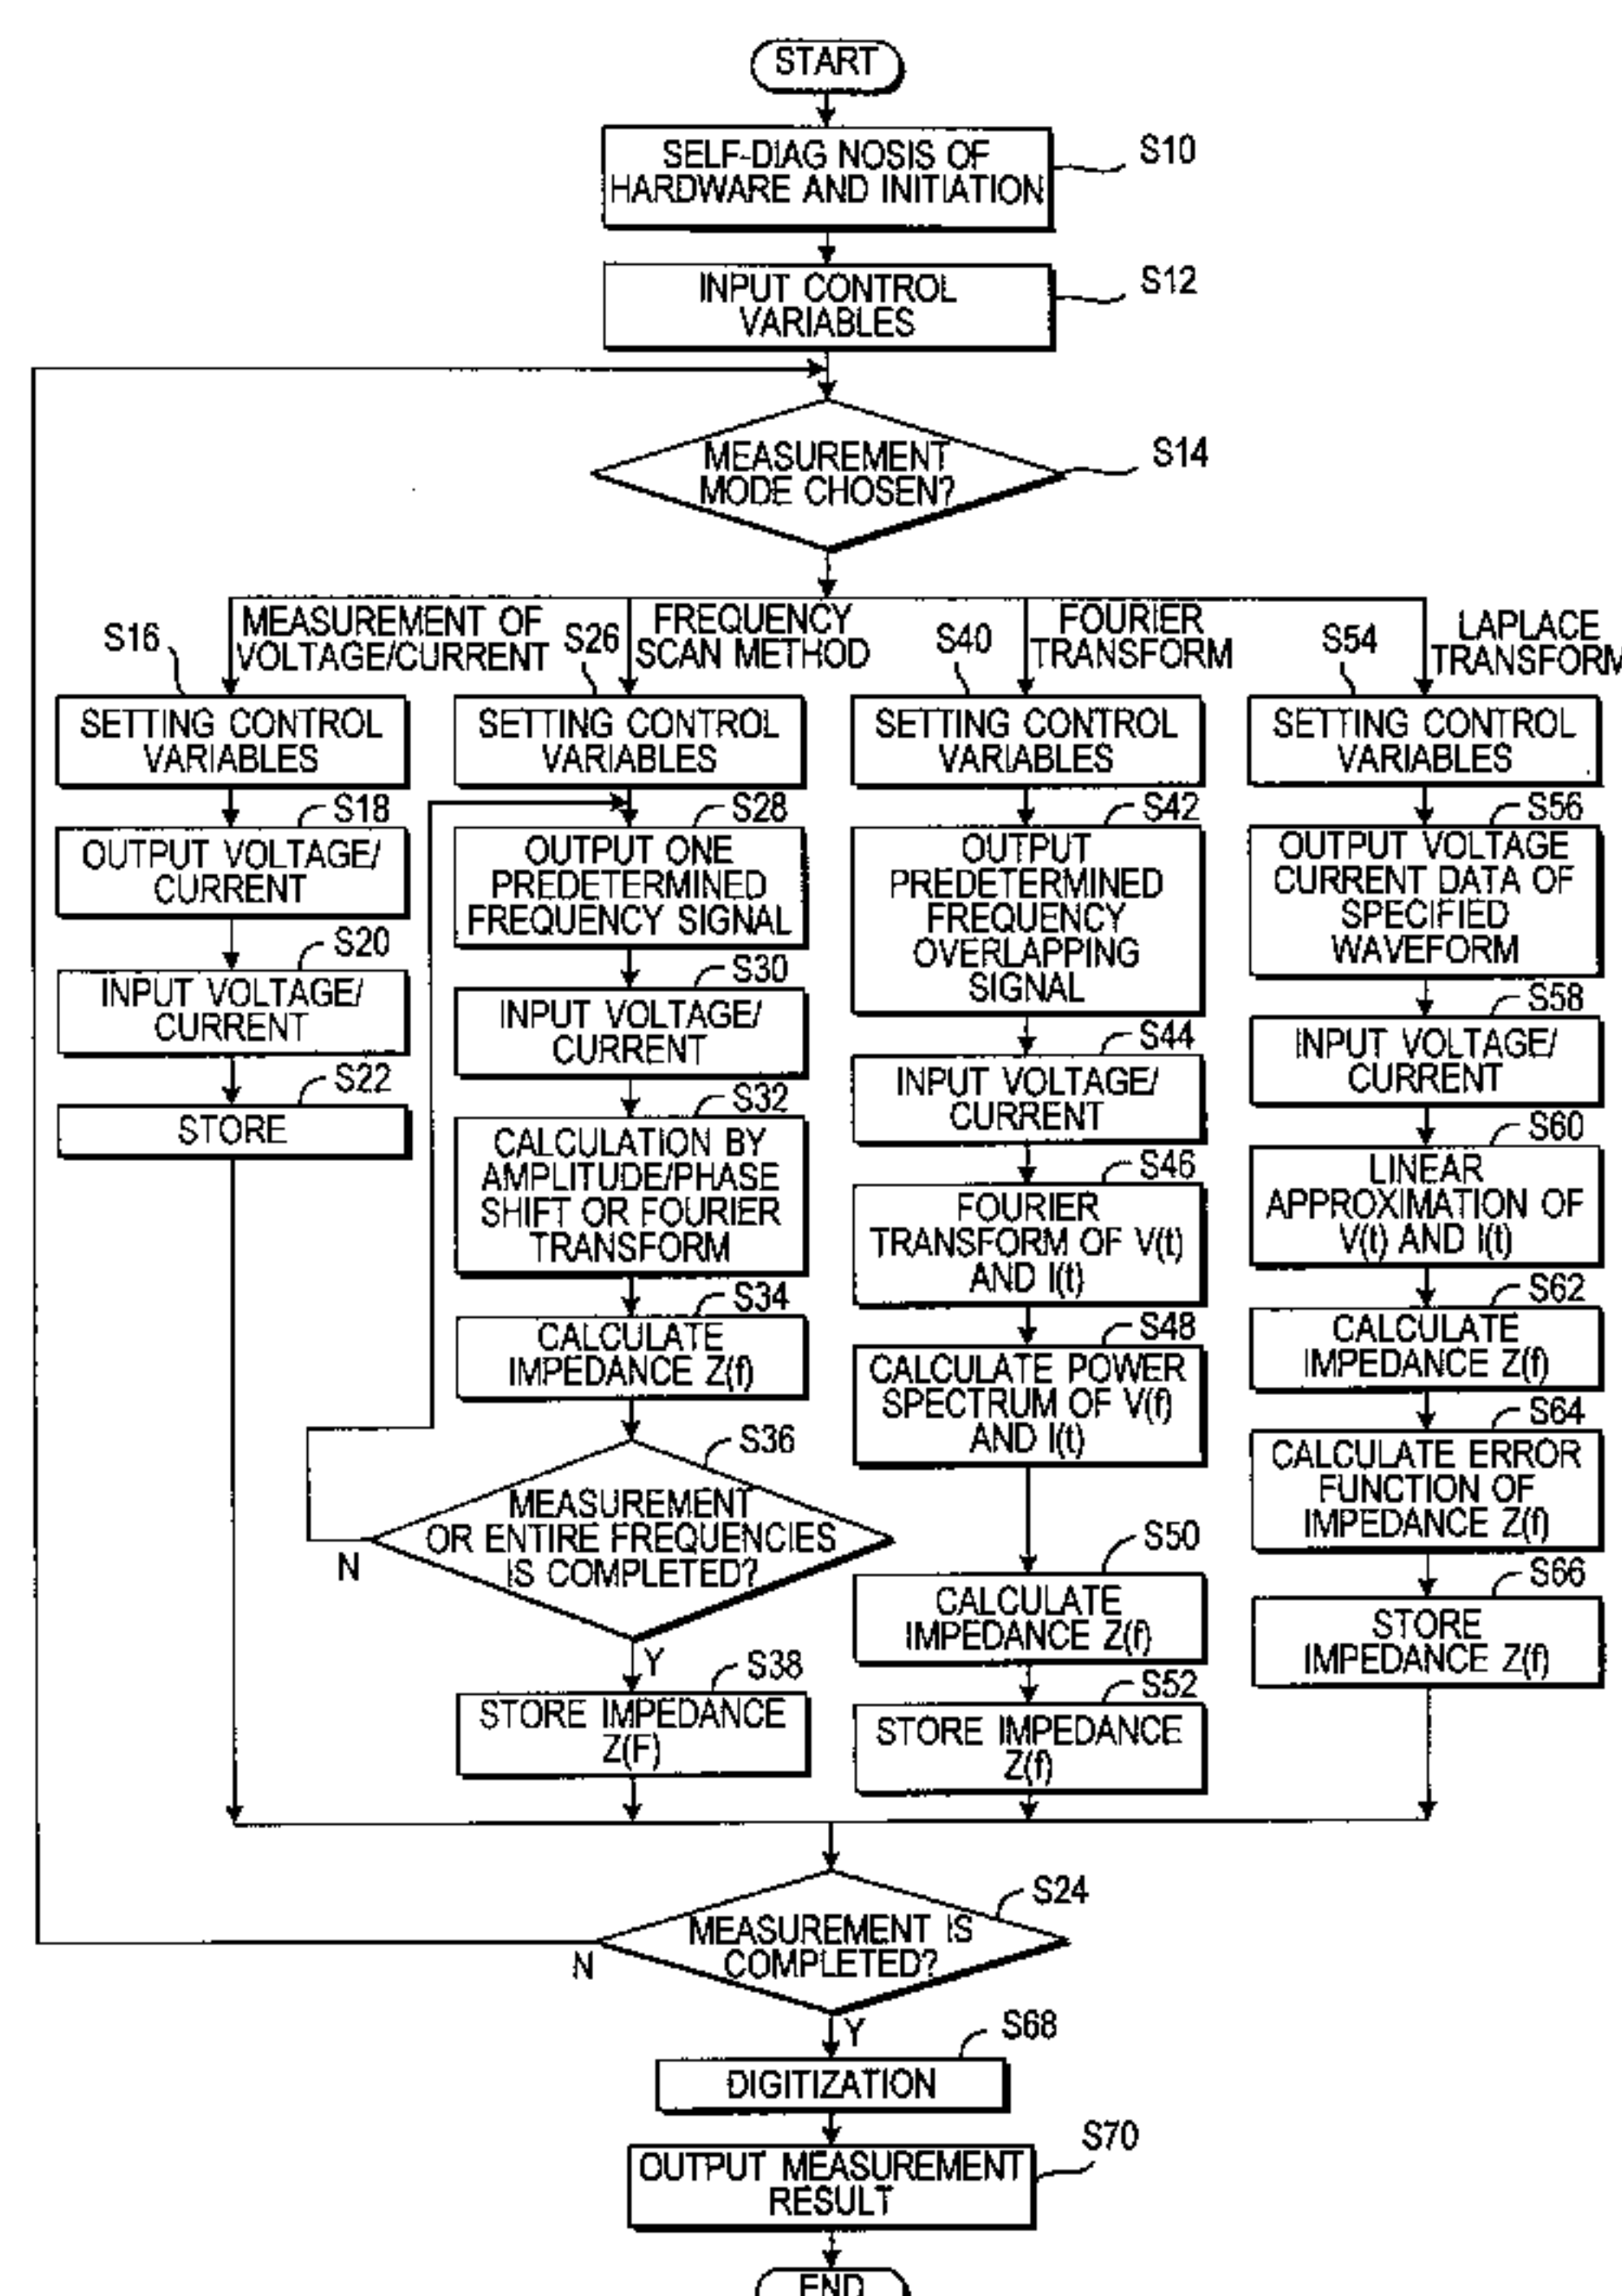 START
SELF-DIAG NOSIS OF
HARDWARE AND INITIATION
S10
INPUT CONTROL
VARIABLES
S12
MEASUREMENT
MODE CHOSEN?
S14
MEASUREMENT OF
VOLTAGE/CURRENT
S16
SETTING CONTROL
VARIABLES
S18
OUTPUT VOLTAGE/
CURRENT
S20
INPUT VOLTAGE/
CURRENT
S22
STORE
FREQUENCY
SCAN METHOD
S26
SETTING CONTROL
VARIABLES
S28
OUTPUT ONE
PREDETERMINED
FREQUENCY SIGNAL
S30
INPUT VOLTAGE/
CURRENT
S32
CALCULATION BY
AMPLITUDE/PHASE
SHIFT OR FOURIER
TRANSFORM
S34
CALCULATE
IMPEDANCE Z(f)
S36
MEASUREMENT
OR ENTIRE FREQUENCIES
IS COMPLETED?
N
Y
S38
STORE IMPEDANCE
Z(F)
FOURIER
TRANSFORM
S40
SETTING CONTROL
VARIABLES
S42
OUTPUT
PREDETERMINED
FREQUENCY
OVERLAPPING
SIGNAL
S44
INPUT VOLTAGE/
CURRENT
S46
FOURIER
TRANSFORM OF V(t)
AND I(t)
S48
CALCULATE POWER
SPECTRUM OF V(f)
AND I(t)
S50
CALCULATE
IMPEDANCE Z(f)
S52
STORE IMPEDANCE
Z(f)
LAPLACE
TRANSFORM
S54
SETTING CONTROL
VARIABLES
S56
OUTPUT VOLTAGE
CURRENT DATA OF
SPECIFIED
WAVEFORM
S58
INPUT VOLTAGE/
CURRENT
S60
LINEAR
APPROXIMATION OF
V(t) AND I(t)
S62
CALCULATE
IMPEDANCE Z(f)
S64
CALCULATE ERROR
FUNCTION OF
IMPEDANCE Z(f)
S66
STORE
IMPEDANCE Z(f)
S24
MEASUREMENT IS
COMPLETED?
N
Y
S68
DIGITIZATION
S70
OUTPUT MEASUREMENT
RESULT
END